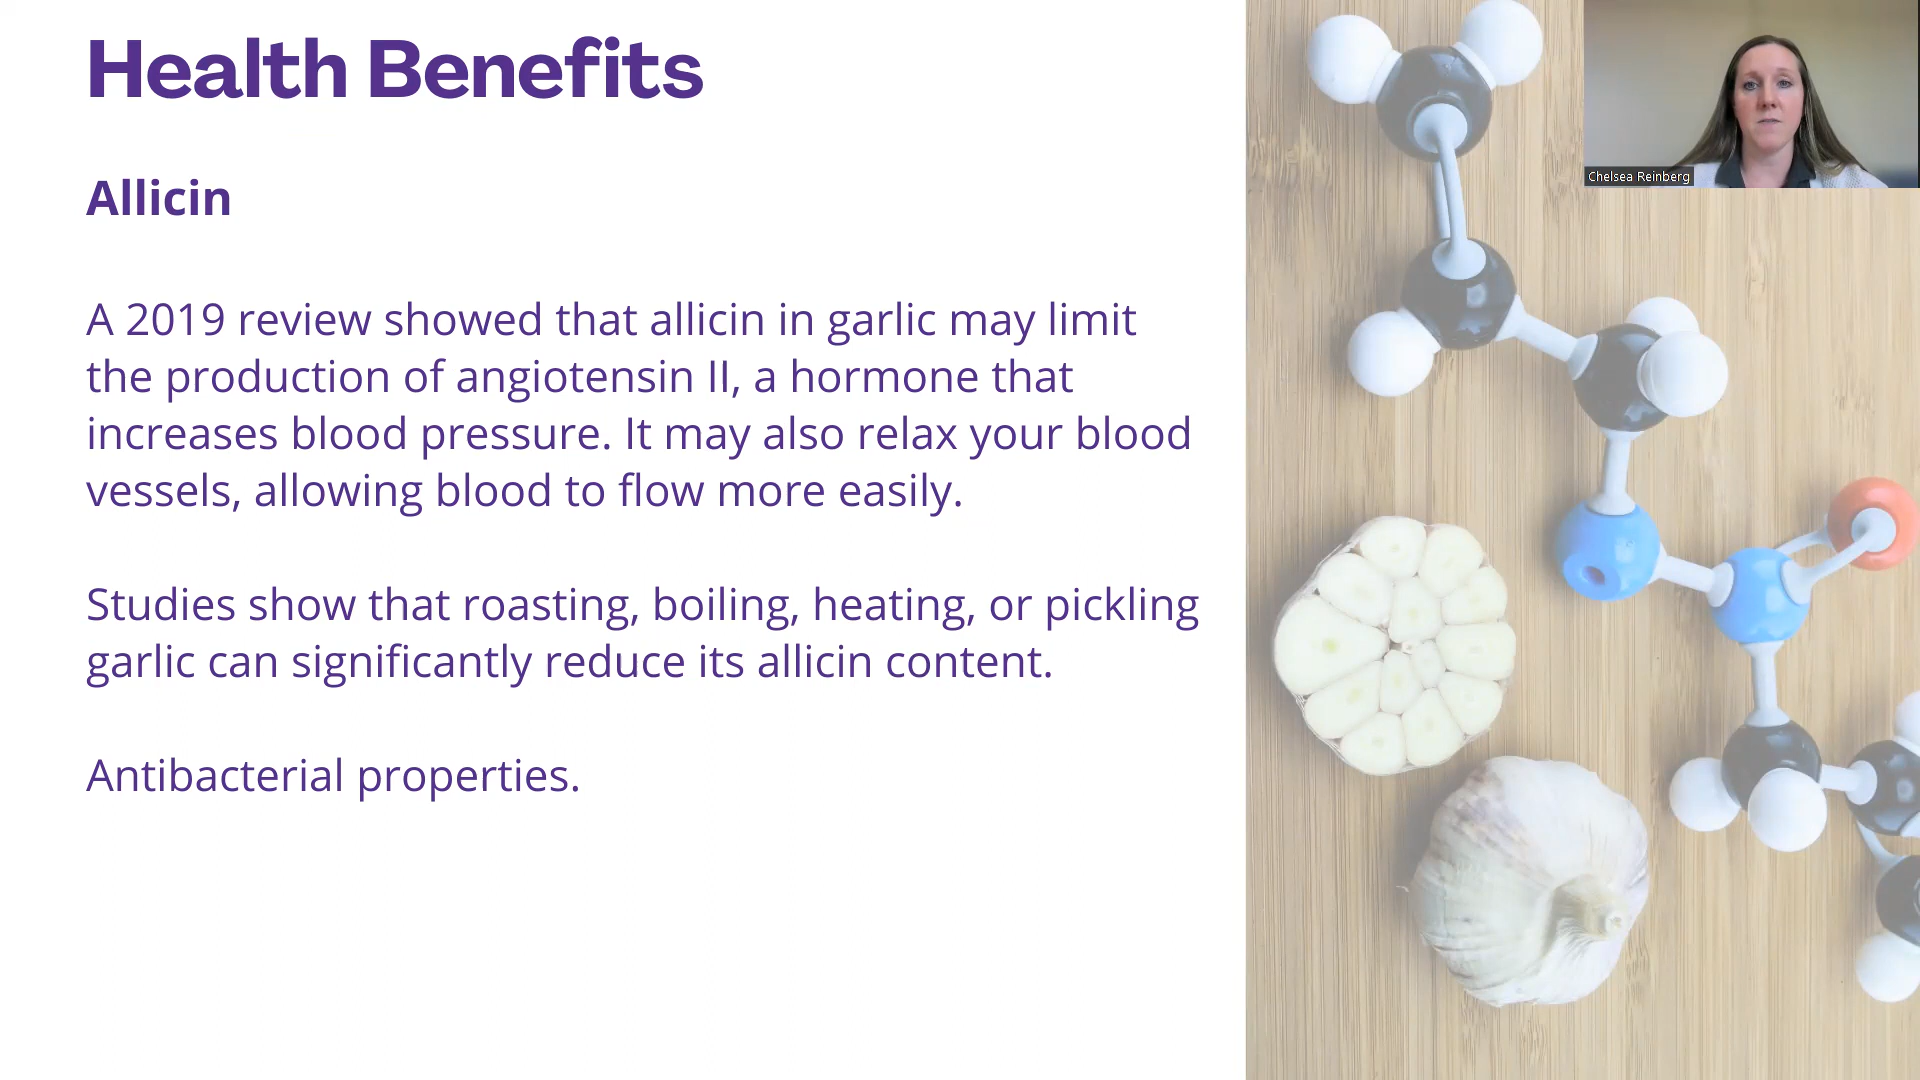 Health Benefits
Chelsea Reinberg
Allicin
A 2019 review showed that allicin in garlic may limit
the production of angiotensin II, a hormone that
increases blood pressure. It may also relax your blood
vessels, allowing blood to flow more easily.
Studies show that roasting, boiling, heating, or pickling
garlic can significantly reduce its allicin content.
Antibacterial properties.